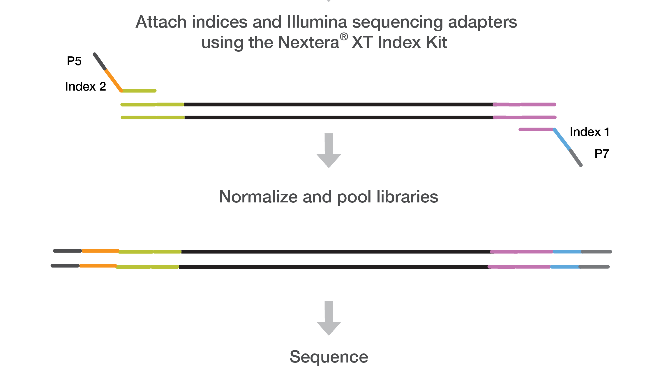 Attach indices and Illumina sequencing adapters
using the Nextera® XT Index Kit
P5
Index 2
Index 1
P7
Normalize and pool libraries
Sequence